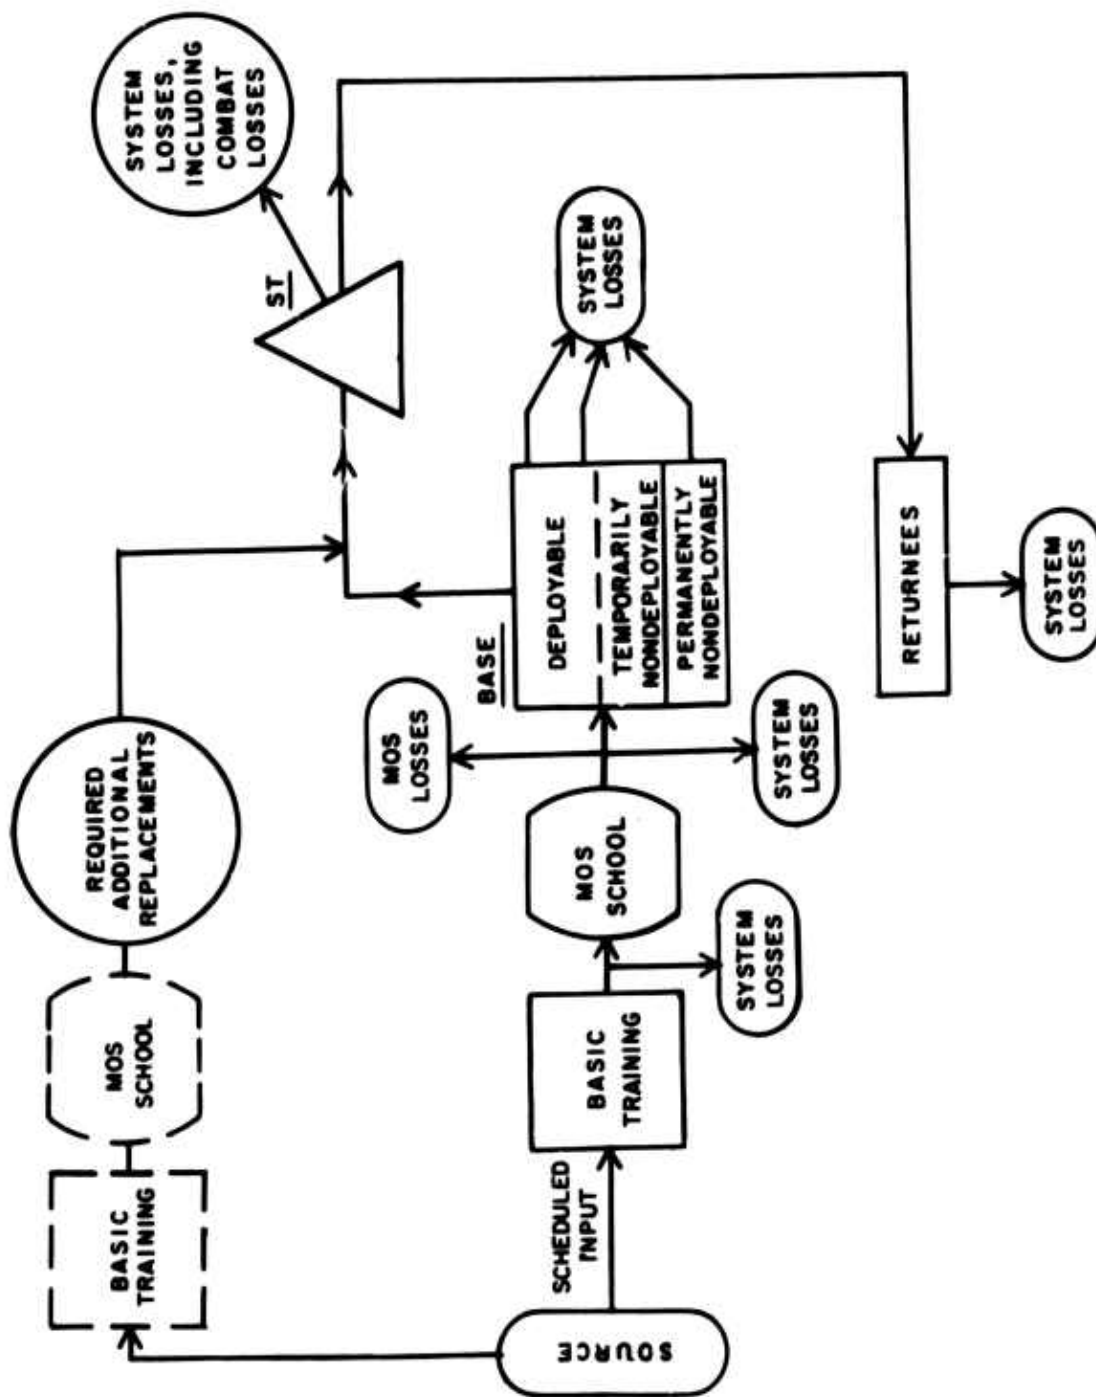 SYSTEM
LOSSES,
INCLUDING
COMBAT
LOSSES
ST
REQUIRED
ADDITIONAL
REPLACEMENTS
MOS
SCHOOL
BASIC
TRAINING
SOURCE
SCHEDULED
INPUT
BASIC
TRAINING
SYSTEM
LOSSES
MOS
SCHOOL
MOS
LOSSES
SYSTEM
LOSSES
BASE
DEPLOYABLE
TEMPORARILY
NONDEPLOYABLE
PERMANENTLY
NONDEPLOYABLE
SYSTEM
LOSSES
RETURNEES
SYSTEM
LOSSES